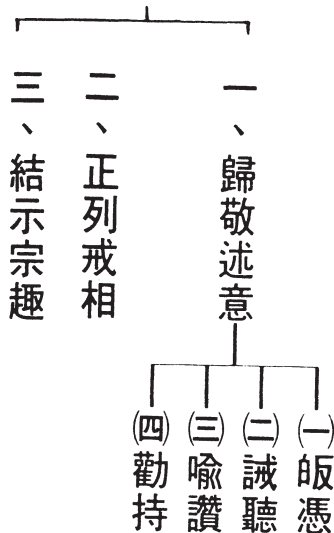 一、歸敬述意
㈠皈憑
㈡誡聽
㈢喻讚
㈣勸持
二、正列戒相
三、結示宗趣